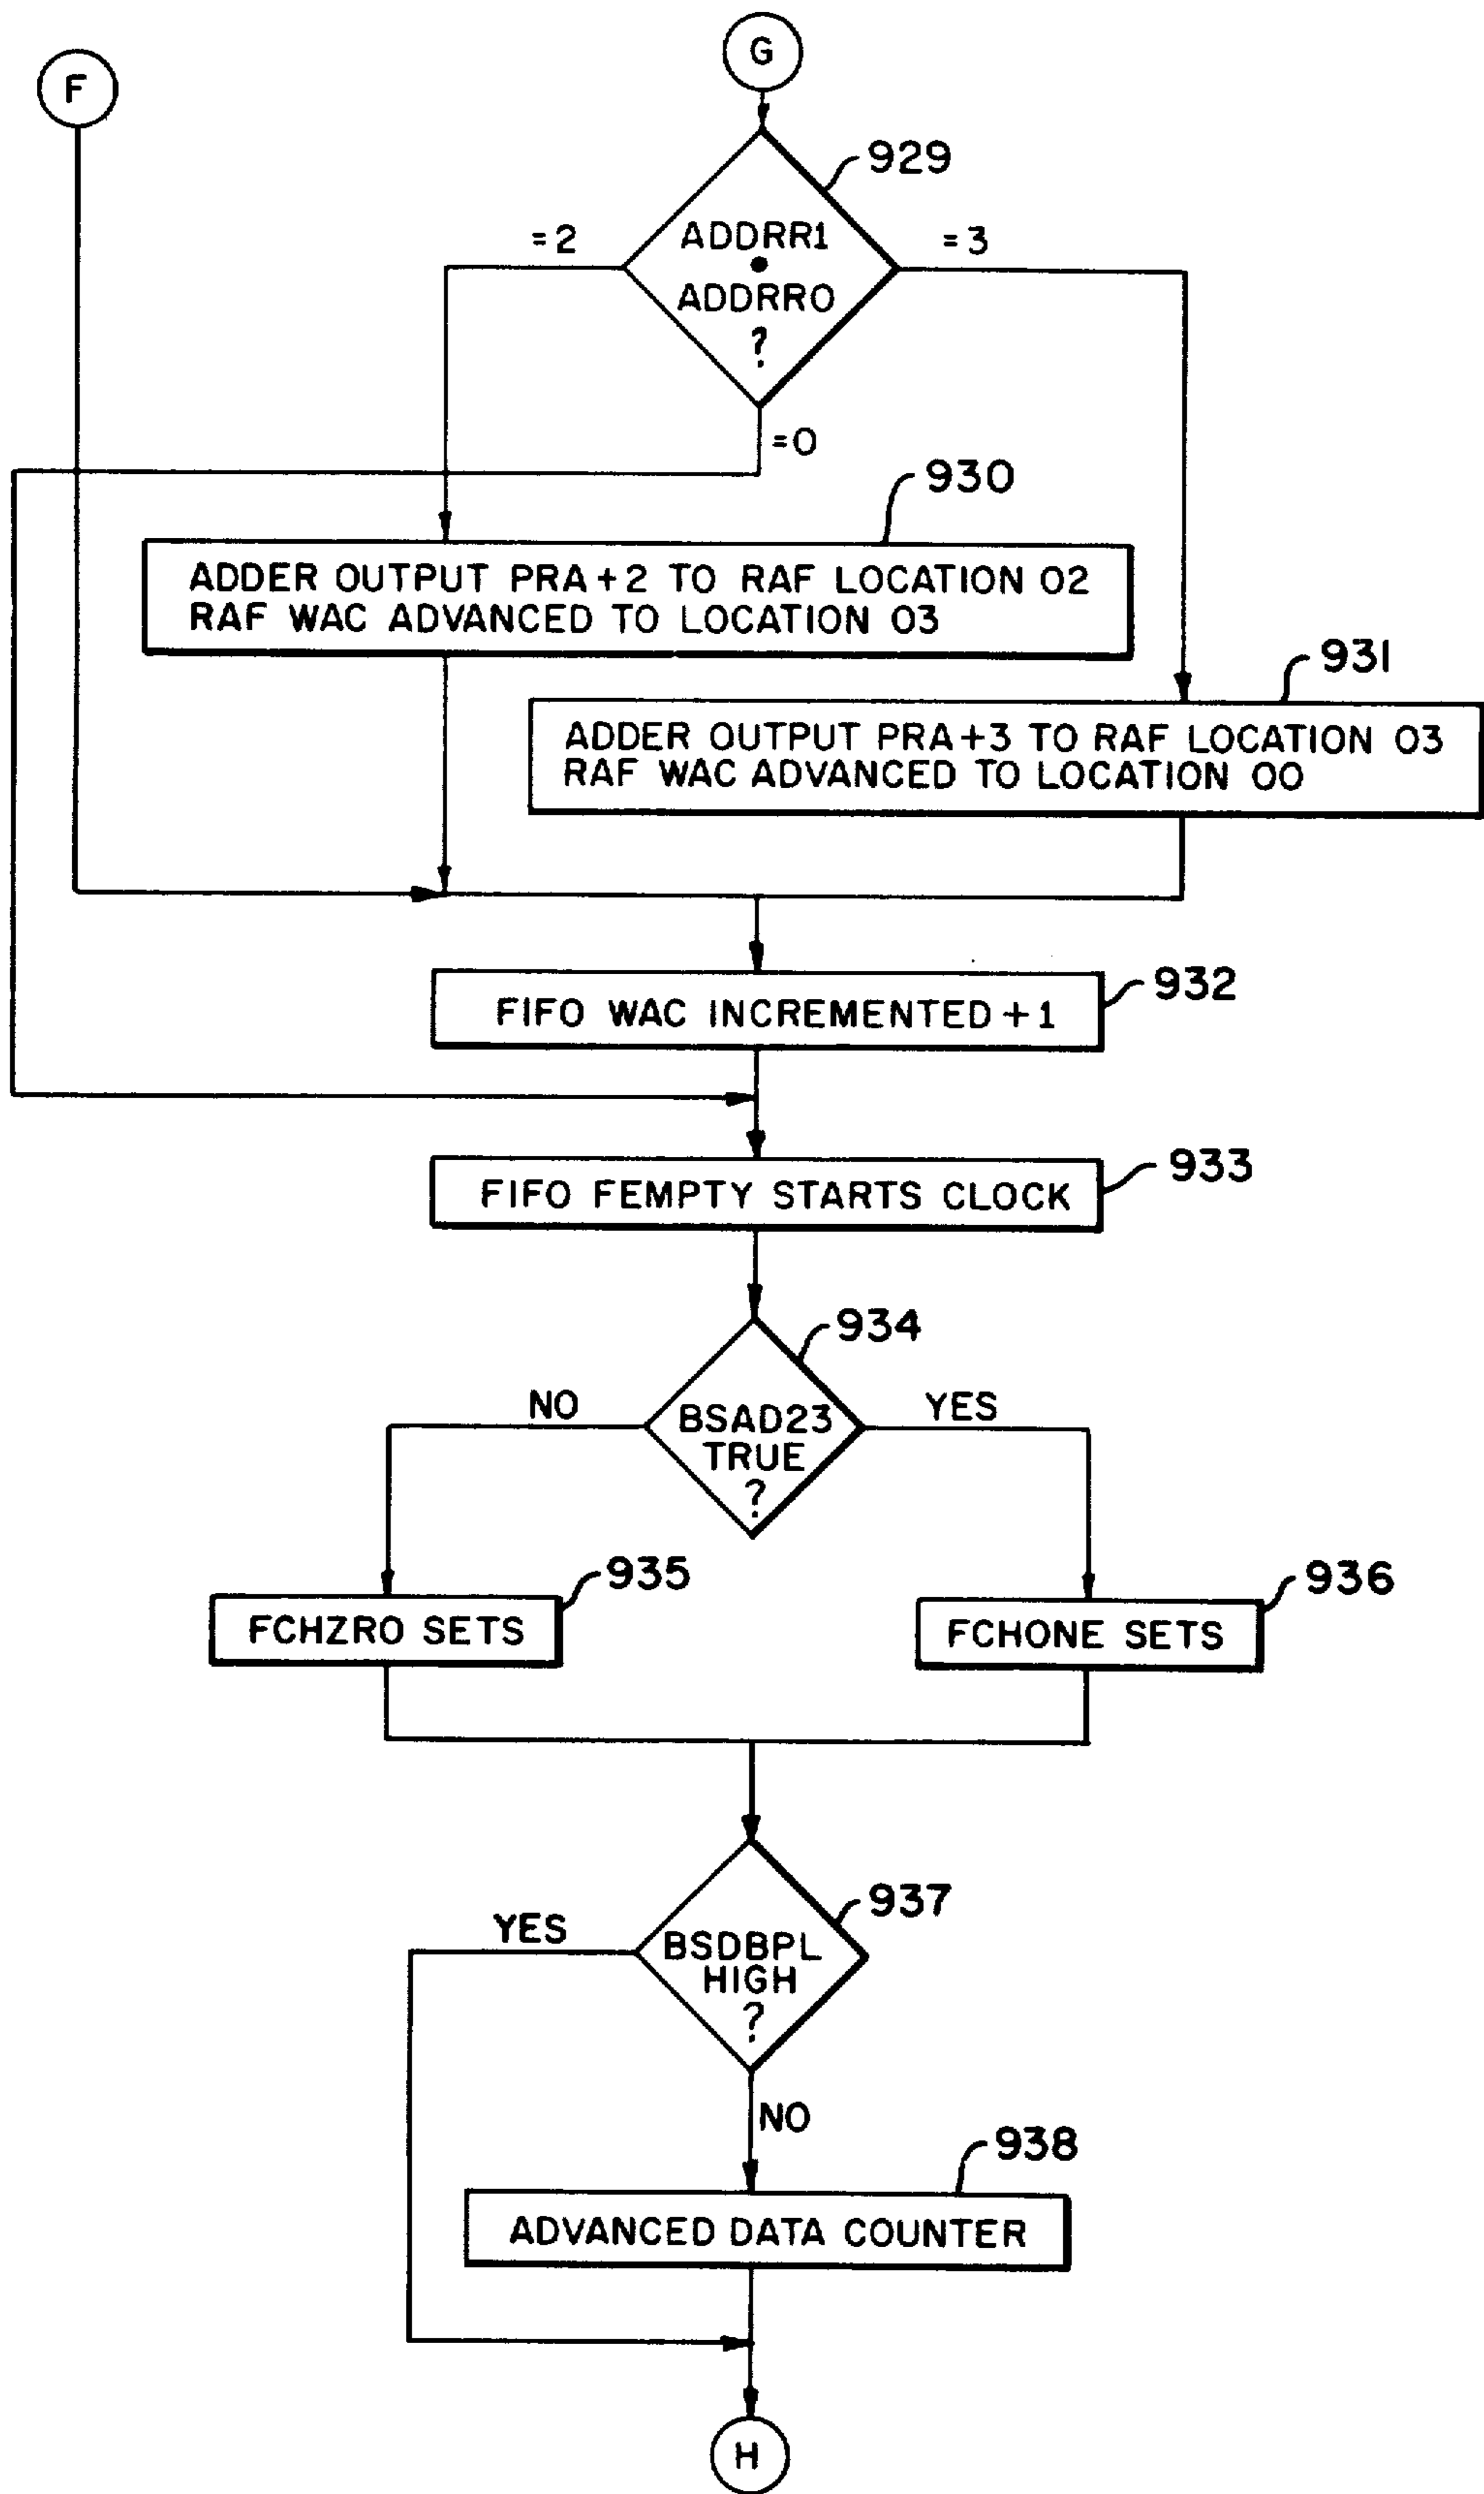 G
F
929
=2
ADDRR1
•
ADDRR0
?
=3
=0
930
ADDER OUTPUT PRA+2 TO RAF LOCATION 02
RAF WAC ADVANCED TO LOCATION 03
931
ADDER OUTPUT PRA+3 TO RAF LOCATION 03
RAF WAC ADVANCED TO LOCATION 00
FIFO WAC INCREMENTED +1
932
FIFO FEMPTY STARTS CLOCK
933
934
NO
BSAD23
TRUE
?
YES
935
FCHZRO SETS
936
FCHONE SETS
937
YES
BSDBPL
HIGH
?
NO
938
ADVANCED DATA COUNTER
H